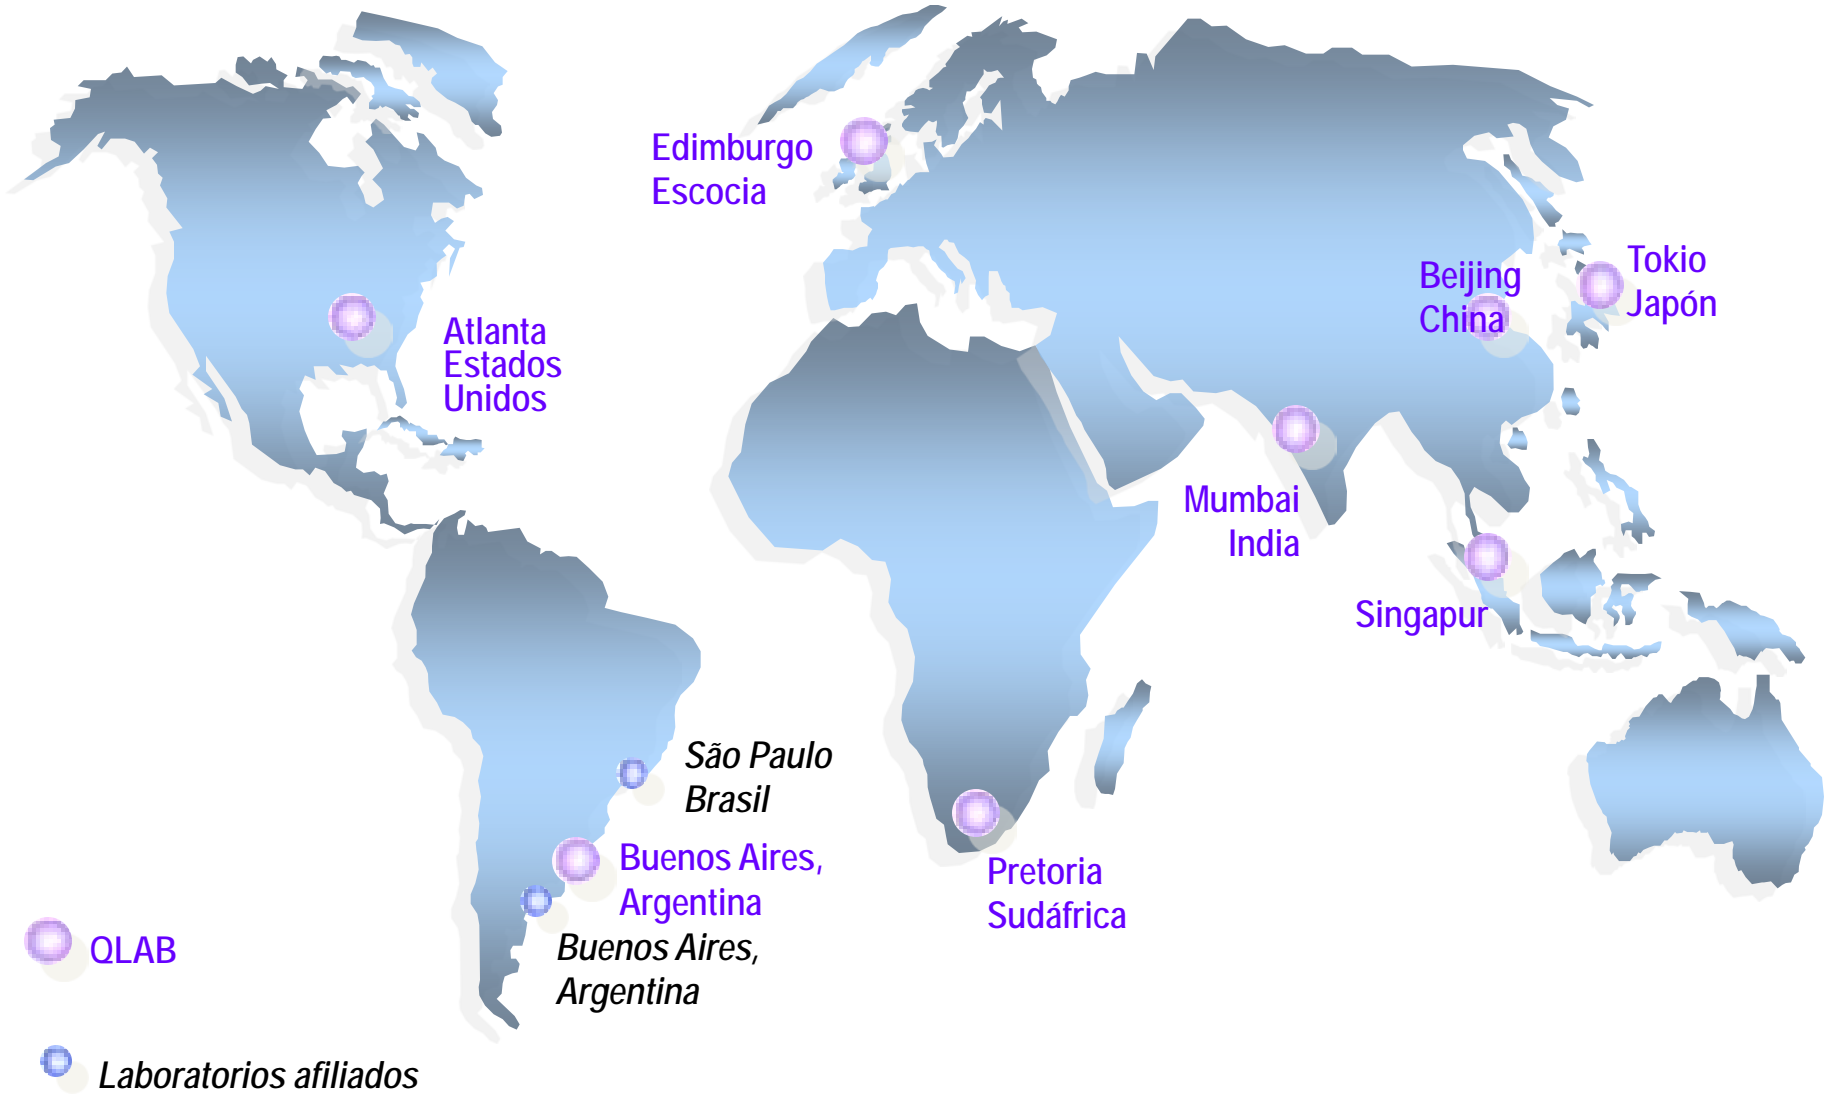 Edimburgo
Escocia
Atlanta
Estados
Unidos
Beijing
China
Tokio
Japón
Mumbai
India
Singapur
São Paulo
Brasil
Buenos Aires,
Argentina
Buenos Aires,
Argentina
Pretoria
Sudáfrica
QLAB
Laboratorios afiliados